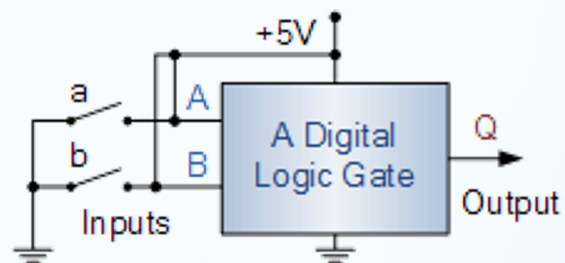 +5V
a
A
b
B
A Digital
Logic Gate
Q
Output
Inputs